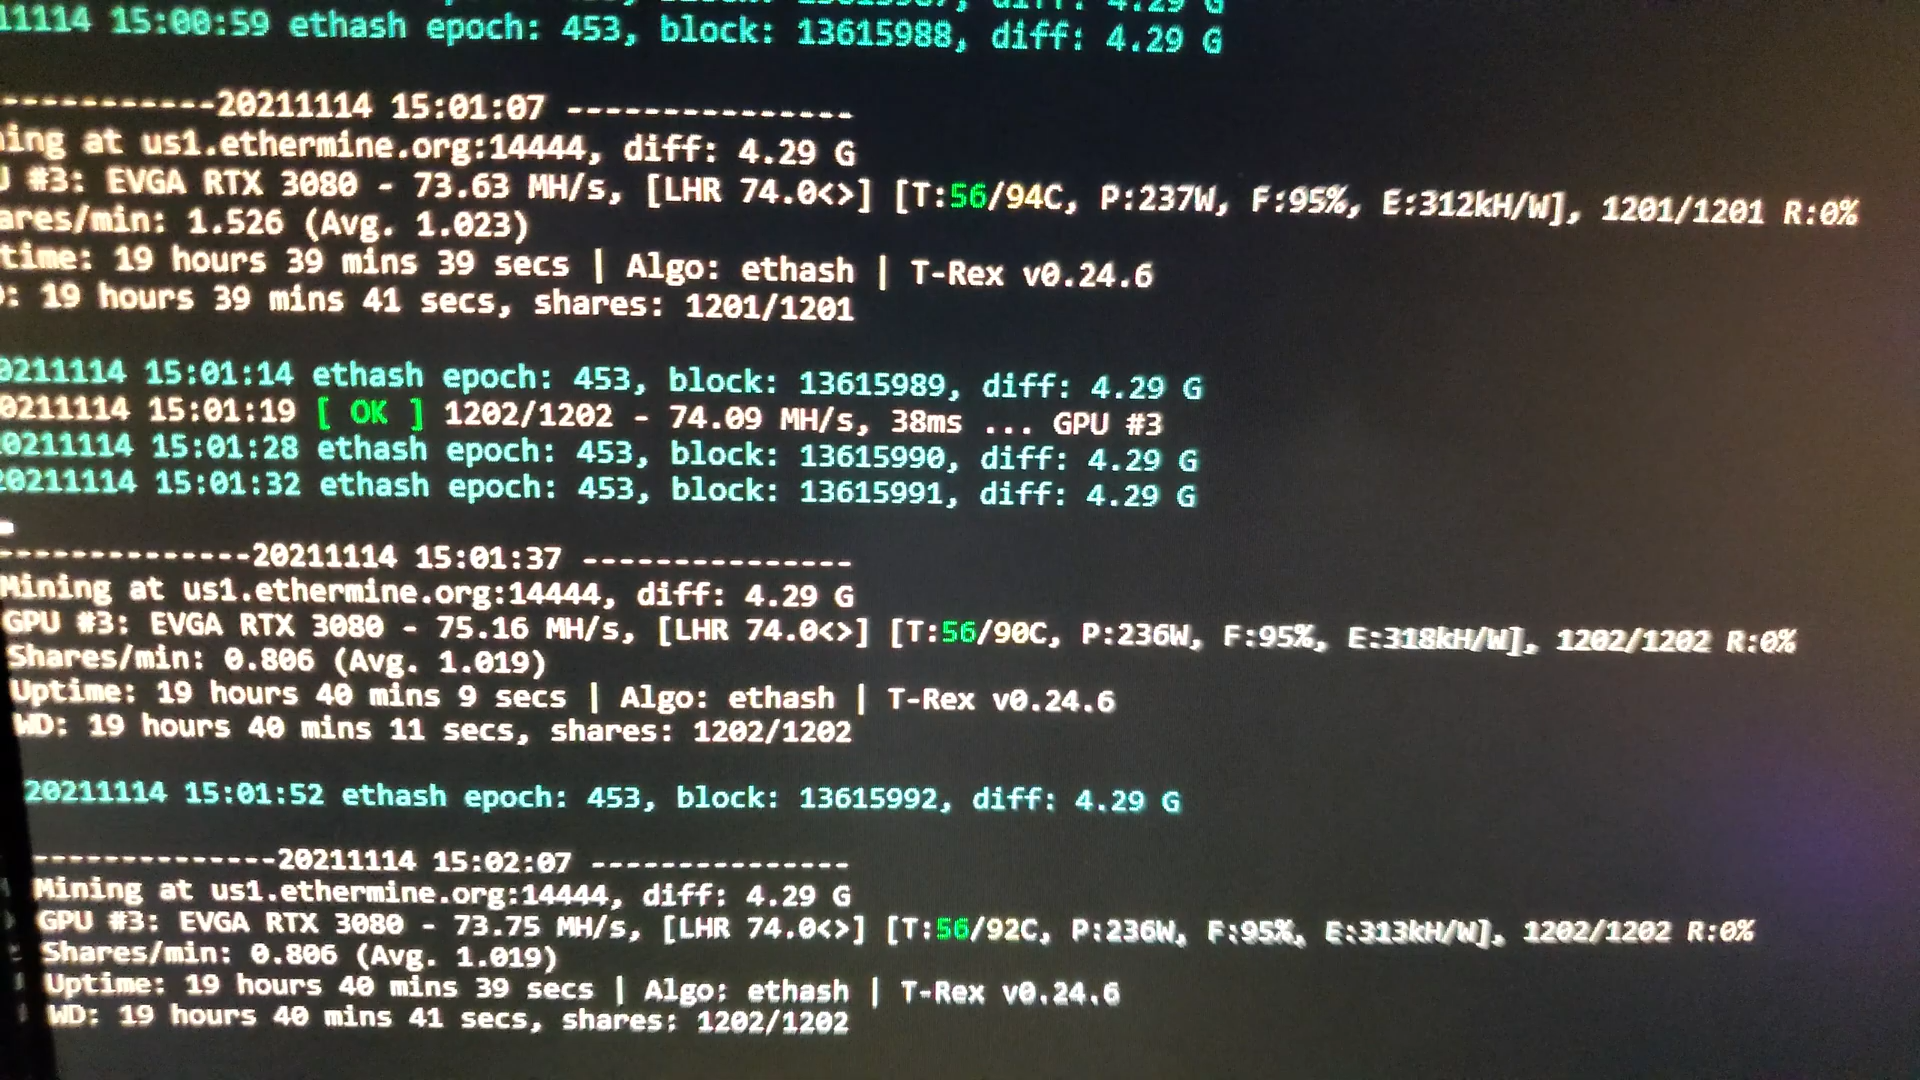 11114 15:00:59 ethash epoch: 453, block: 13615988, diff: 4.29 G
-----------20211114 15:01:07 ---------------
ing at us1.ethermine.org:14444, diff: 4.29 G
#3: EVGA RTX 3080 - 73.63 MH/s, [LHR 74.0<>] [T:56/94C, P:237W, F:95%, E:312kH/W], 1201/1201 R:0%
ares/min: 1.526 (Avg. 1.023)
time: 19 hours 39 mins 39 secs | Algo: ethash | T-Rex v0.24.6
: 19 hours 39 mins 41 secs, shares: 1201/1201
0211114 15:01:14 ethash epoch: 453, block: 13615989, diff: 4.29 G
0211114 15:01:19 [ OK ] 1202/1202 - 74.09 MH/s, 38ms ... GPU #3
0211114 15:01:28 ethash epoch: 453, block: 13615990, diff: 4.29 G
20211114 15:01:32 ethash epoch: 453, block: 13615991, diff: 4.29 G
--------------20211114 15:01:37 ---------------
Mining at us1.ethermine.org:14444, diff: 4.29 G
GPU #3: EVGA RTX 3080 - 75.16 MH/s, [LHR 74.0<>] [T:56/90C, P:236W, F:95%, E:318kH/W], 1202/1202 R:0%
Shares/min: 0.806 (Avg. 1.019)
Uptime: 19 hours 40 mins 9 secs | Algo: ethash | T-Rex v0.24.6
WD: 19 hours 40 mins 11 secs, shares: 1202/1202
20211114 15:01:52 ethash epoch: 453, block: 13615992, diff: 4.29 G
--------------20211114 15:02:07 ---------------
Mining at us1.ethermine.org:14444, diff: 4.29 G
GPU #3: EVGA RTX 3080 - 73.75 MH/s, [LHR 74.0<>] [T:56/92C, P:236W, F:95%, E:313kH/W], 1202/1202 R:0%
Shares/min: 0.806 (Avg. 1.019)
Uptime: 19 hours 40 mins 39 secs | Algo: ethash | T-Rex v0.24.6
WD: 19 hours 40 mins 41 secs, shares: 1202/1202